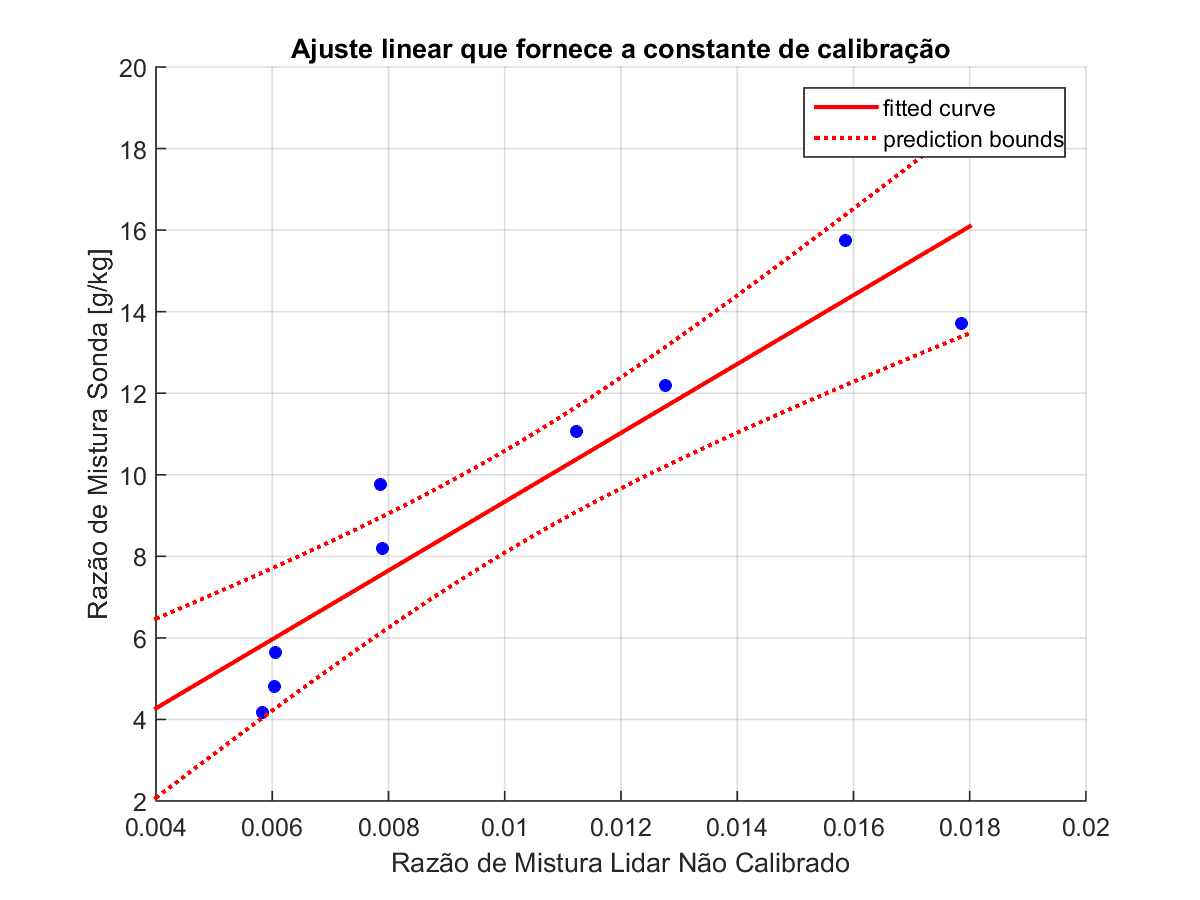 Ajuste linear que fornece a constante de calibração
20
18
16
14
12
10
8
6
4
2
fitted curve
prediction bounds
Razão de Mistura Sonda [g/kg]
0.004 0.006 0.008 0.01 0.012 0.014 0.016 0.018 0.02
Razão de Mistura Lidar Não Calibrado